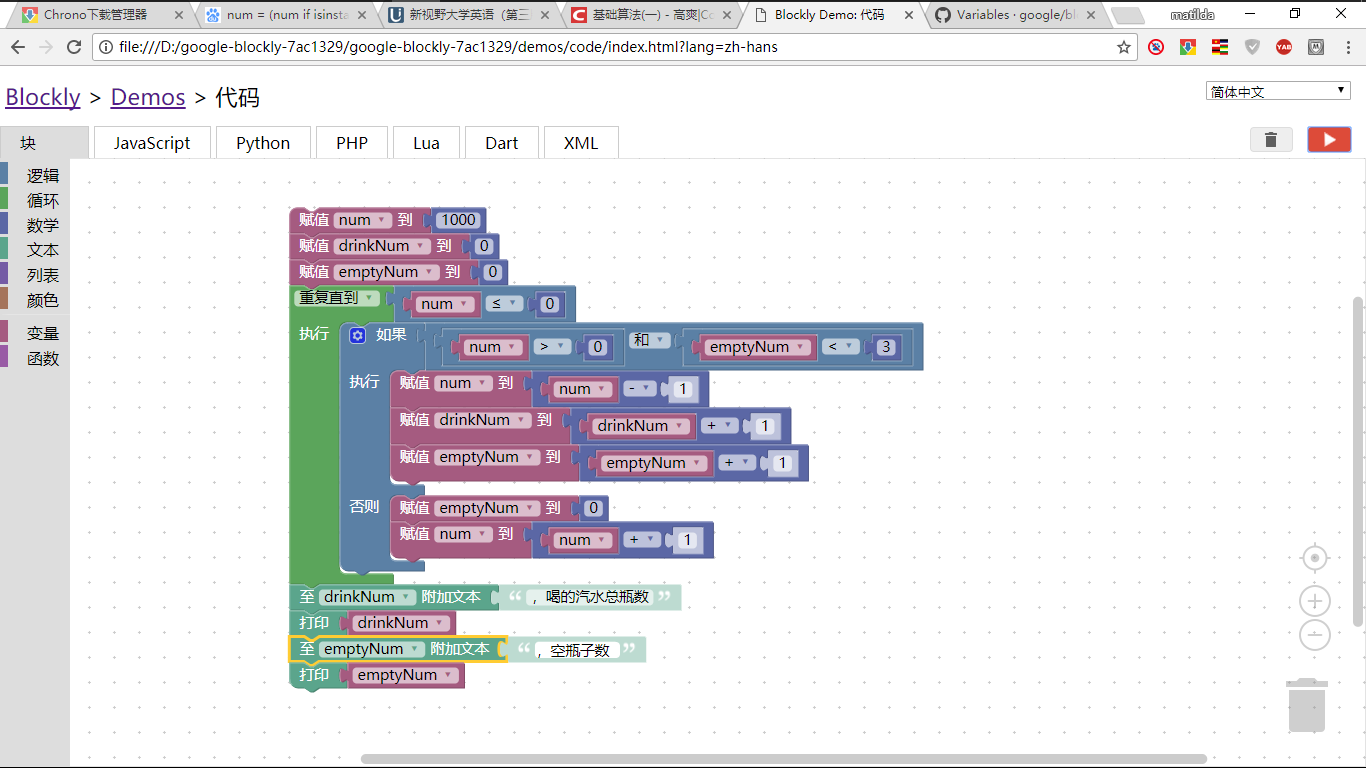 Chrono下载管理器 num = (num if isinsta 新视野大学英语（第三 基础算法(一) - 高爽|Co Blockly Demo: 代码 Variables · google/bl matilda
file:///D:/google-blockly-7ac1329/google-blockly-7ac1329/demos/code/index.html?lang=zh-hans
Blockly > Demos > 代码 简体中文
块 JavaScript Python PHP Lua Dart XML
逻辑
循环
数学
文本
列表
颜色
变量
函数
赋值 num 到 1000
赋值 drinkNum 到 0
赋值 emptyNum 到 0
重复直到 num ≤ 0
执行 如果 num > 0 和 emptyNum < 3
执行 赋值 num 到 num - 1
赋值 drinkNum 到 drinkNum + 1
赋值 emptyNum 到 emptyNum + 1
否则 赋值 emptyNum 到 0
赋值 num 到 num + 1
至 drinkNum 附加文本 “ ，喝的汽水总瓶数 ”
打印 drinkNum
至 emptyNum 附加文本 “ ，空瓶子数 ”
打印 emptyNum